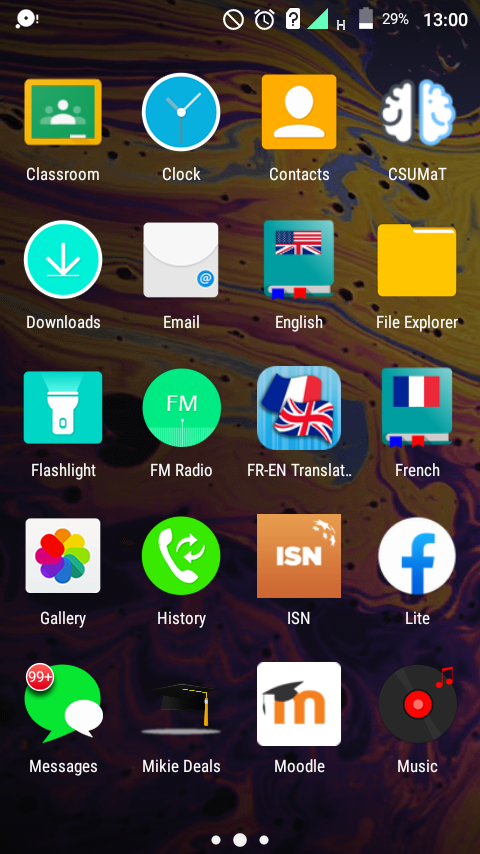 ! ? H 29% 13:00
Classroom Clock Contacts CSUMaT
@
Downloads Email English File Explorer
FM
Flashlight FM Radio FR-EN Translat.. French
ISN
Gallery History ISN Lite
99+ m
Messages Mikie Deals Moodle Music